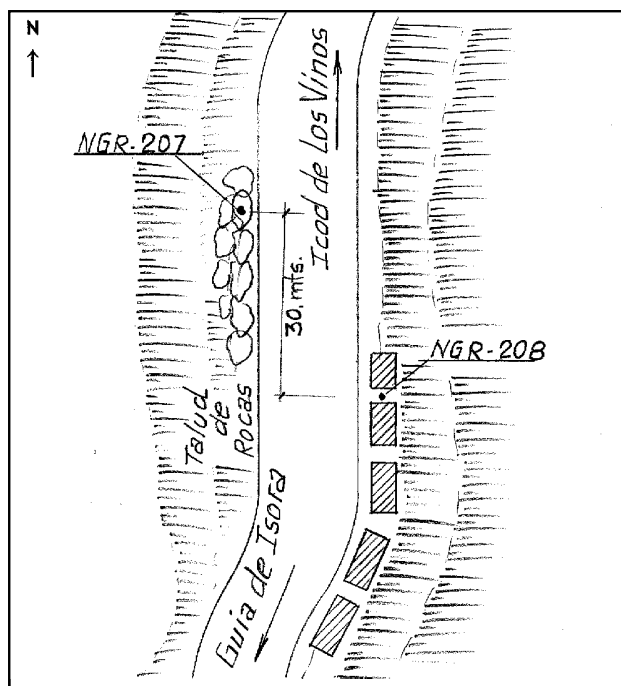 N
Icod de Los Vinos
NGR-207
30.mts.
NGR-208
Talud de Rocas
Guia de Isora